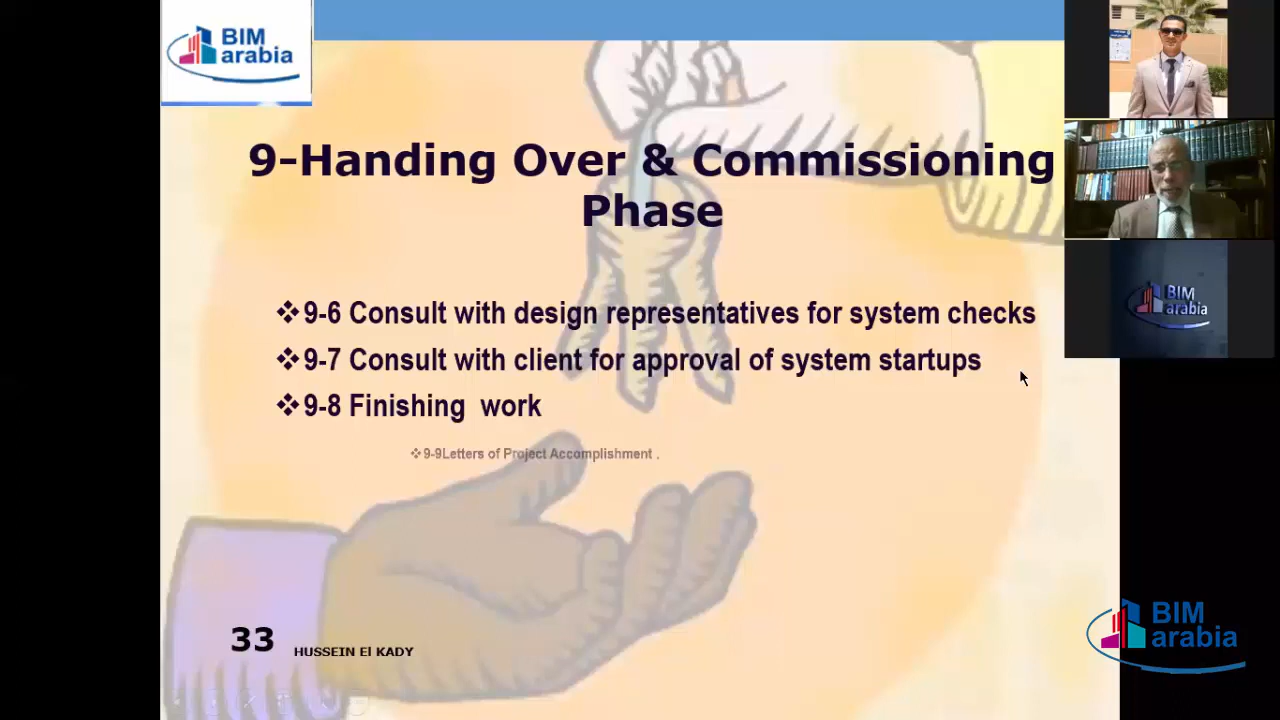 BIM
arabia
9-Handing Over & Commissioning
Phase
❖9-6 Consult with design representatives for system checks
❖9-7 Consult with client for approval of system startups
❖9-8 Finishing work
❖9-9Letters of Project Accomplishment .
33
HUSSEIN El KADY
BIM
arabia
BIM
arabia